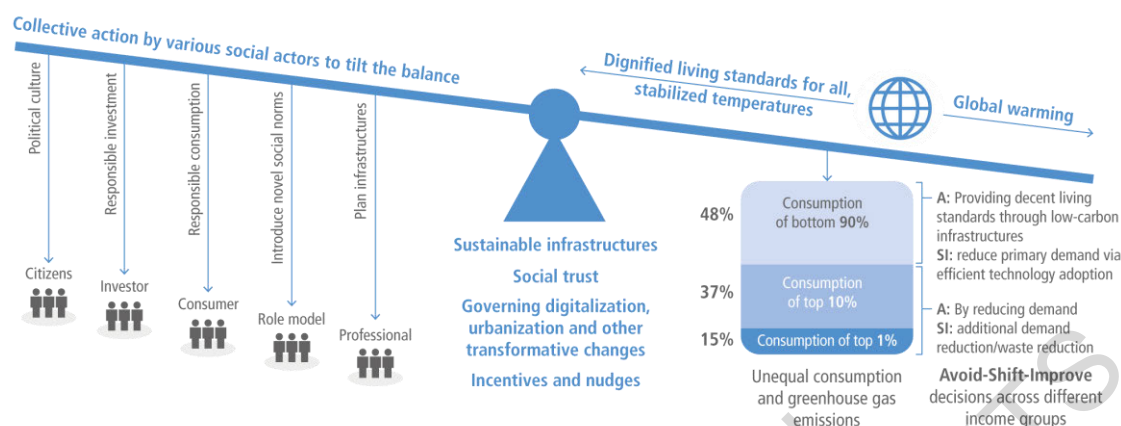 Collective action by various social actors to tilt the balance
Political culture
Responsible investment
Responsible consumption
Introduce novel social norms
Plan infrastructures
Citizens
Investor
Consumer
Role model
Professional
Sustainable infrastructures
Social trust
Governing digitalization,
urbanization and other
transformative changes
Incentives and nudges
Dignified living standards for all,
stabilized temperatures
Global warming
48%
Consumption
of bottom 90%
37%
Consumption
of top 10%
15%
Consumption of top 1%
Unequal consumption
and greenhouse gas
emissions
A: Providing decent living
standards through low-carbon
infrastructures
SI: reduce primary demand via
efficient technology adoption
A: By reducing demand
SI: additional demand
reduction/waste reduction
Avoid-Shift-Improve
decisions across different
income groups
TS